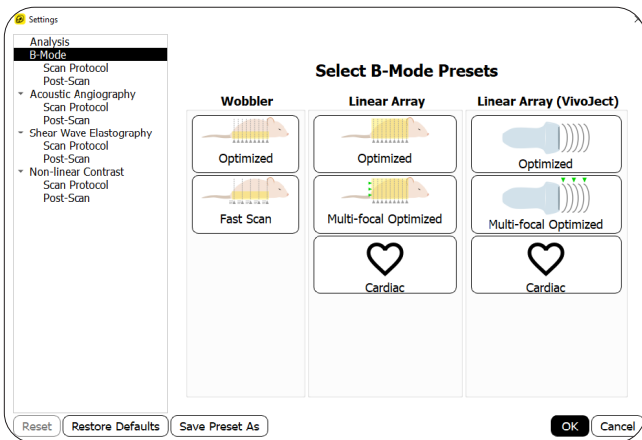 Settings
Analysis
B-Mode
Scan Protocol
Post-Scan
Acoustic Angiography
Scan Protocol
Post-Scan
Shear Wave Elastography
Scan Protocol
Post-Scan
Non-linear Contrast
Scan Protocol
Post-Scan
Select B-Mode Presets
Wobbler
Optimized
Fast Scan
Linear Array
Optimized
Multi-focal Optimized
Cardiac
Linear Array (VivoJect)
Optimized
Multi-focal Optimized
Cardiac
Reset
Restore Defaults
Save Preset As
OK
Cancel